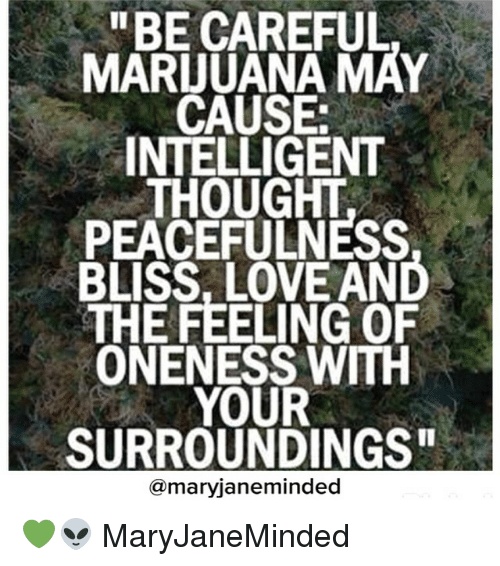 "BE CAREFUL,
MARIJUANA MAY
CAUSE:
INTELLIGENT
THOUGHT,
PEACEFULNESS,
BLISS, LOVE AND
THE FEELING OF
ONENESS WITH
YOUR
SURROUNDINGS"
@maryjaneminded
💚👽 MaryJaneMinded